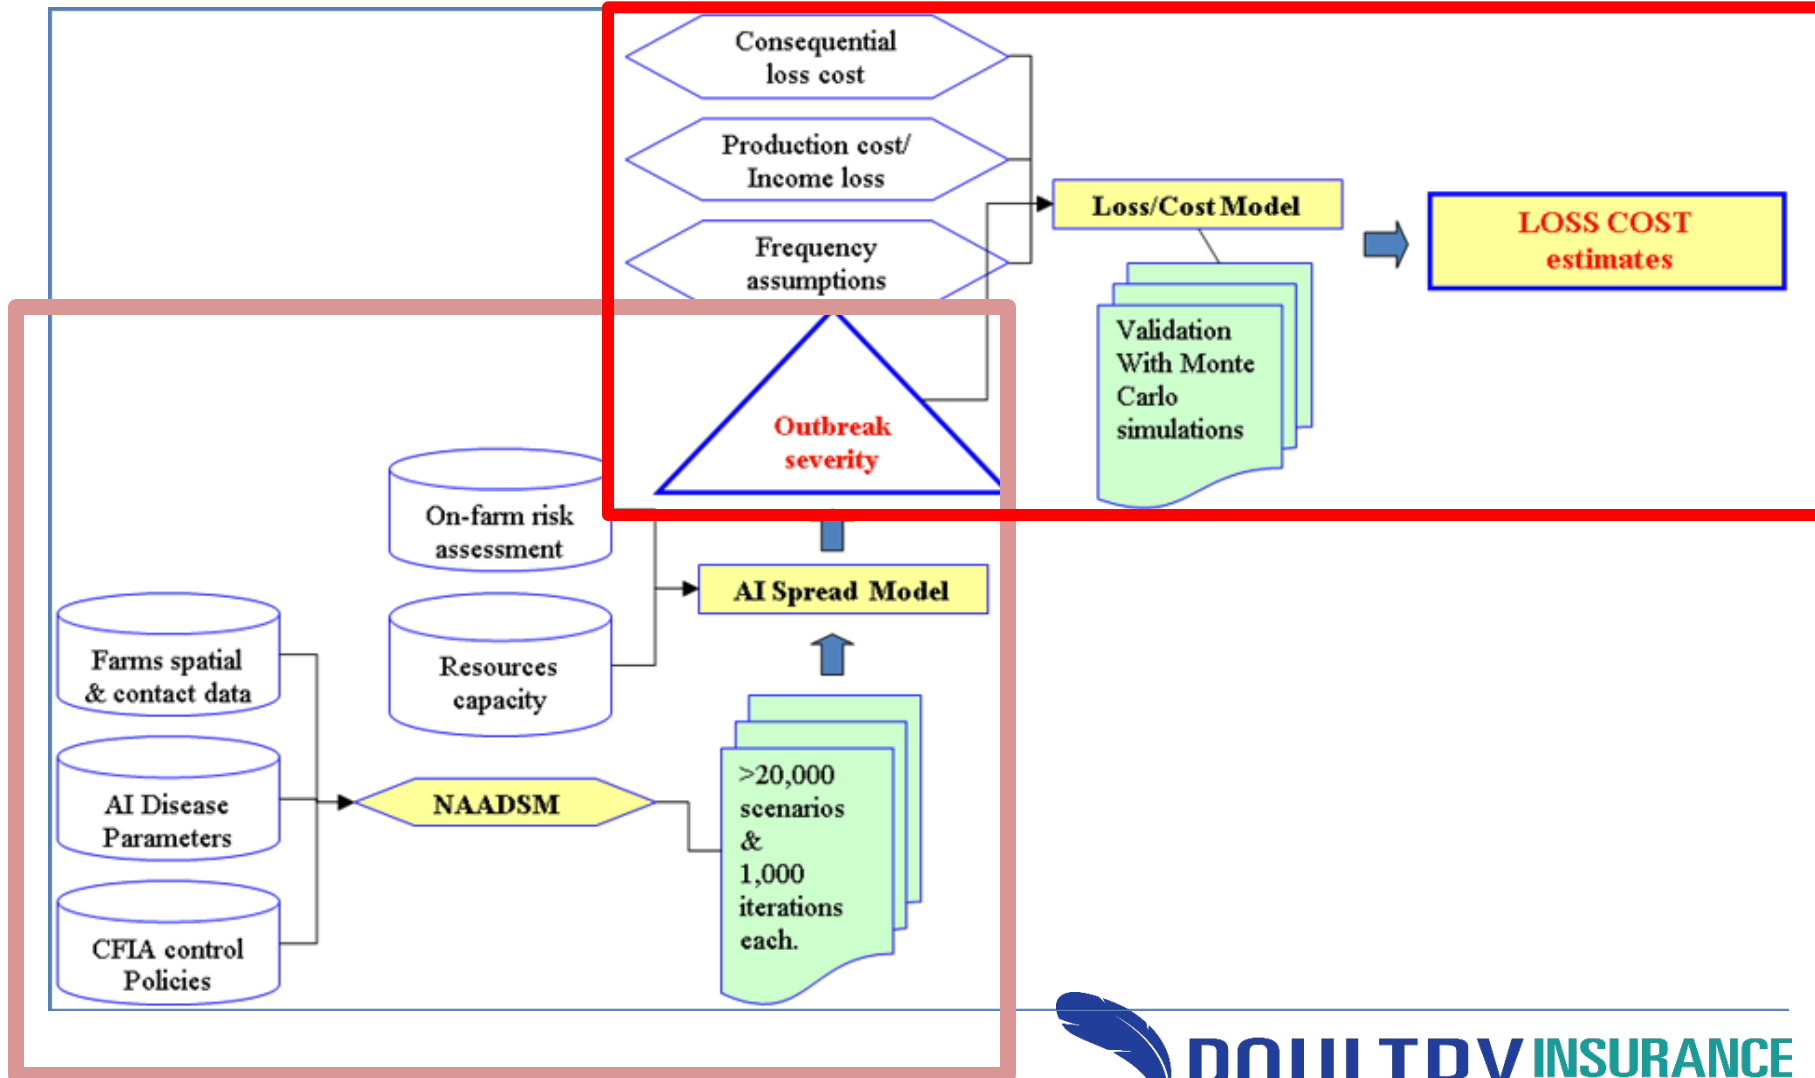 Consequential
loss cost
Production cost/
Income loss
Frequency
assumptions
Loss/Cost Model
LOSS COST
estimates
Validation
With Monte
Carlo
simulations
Outbreak
severity
On-farm risk
assessment
AI Spread Model
Resources
capacity
Farms spatial
& contact data
AI Disease
Parameters
CFIA control
Policies
NAADSM
>20,000
scenarios
&
1,000
iterations
each.
POULTRY INSURANCE